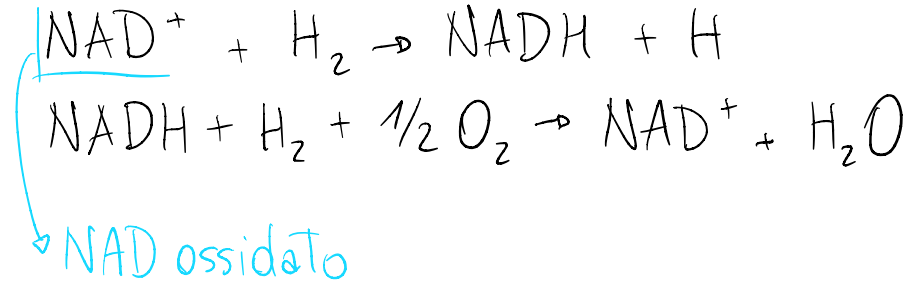 NAD⁺ + H₂ → NADH + H
NADH + H₂ + 1/2 O₂ → NAD⁺ + H₂O
NAD ossidato